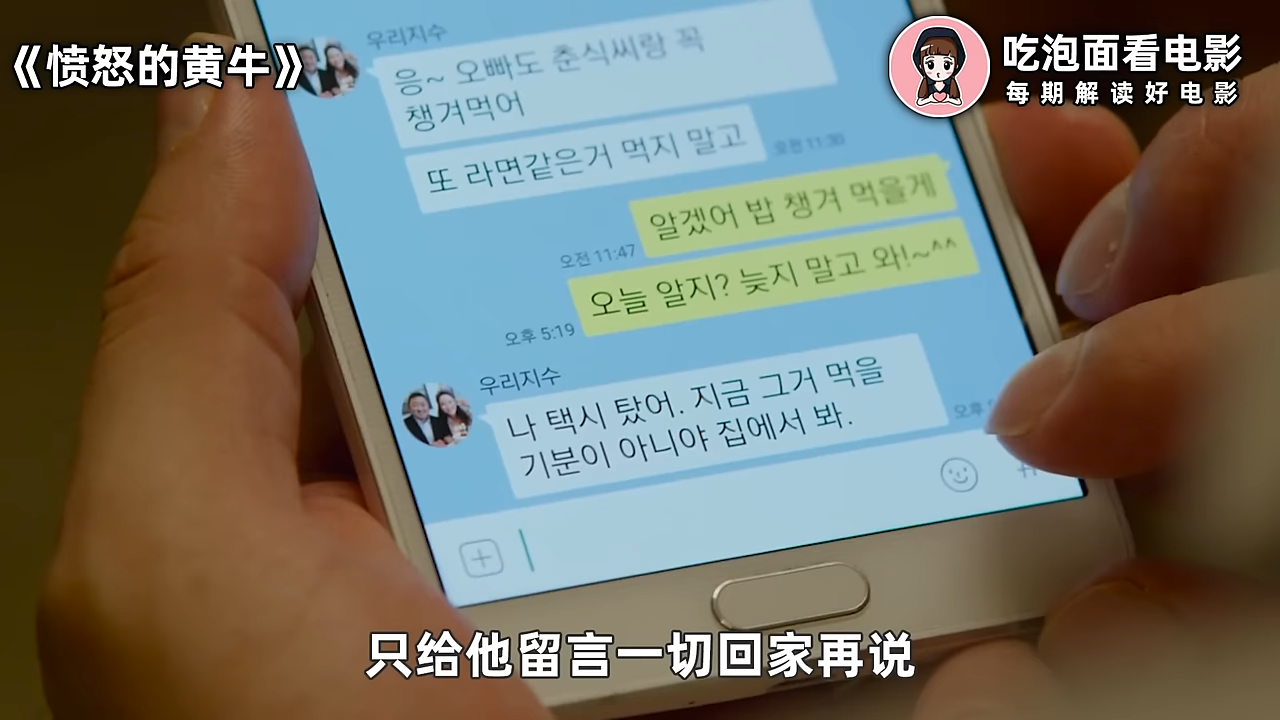 《愤怒的黄牛》
吃泡面看电影
每期解读好电影
우리지수
응~ 오빠도 춘식씨랑 꼭
챙겨먹어
또 라면같은거 먹지 말고
오전 11:30
알겠어 밥 챙겨 먹을게
오전 11:47
오늘 알지? 늦지 말고 와!~^^
오후 5:19
우리지수
나 택시 탔어. 지금 그거 먹을
기분이 아니야 집에서 봐.
오후
只给他留言一切回家再说